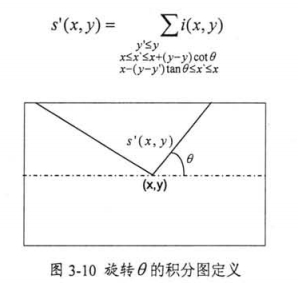 s'(x, y) = ∑ i(x, y)
y'≤y
x≤x'≤x+(y−y')cotθ
x−(y−y')tanθ≤x'≤x
s'(x, y)
θ
(x,y)
图 3-10 旋转θ的积分图定义